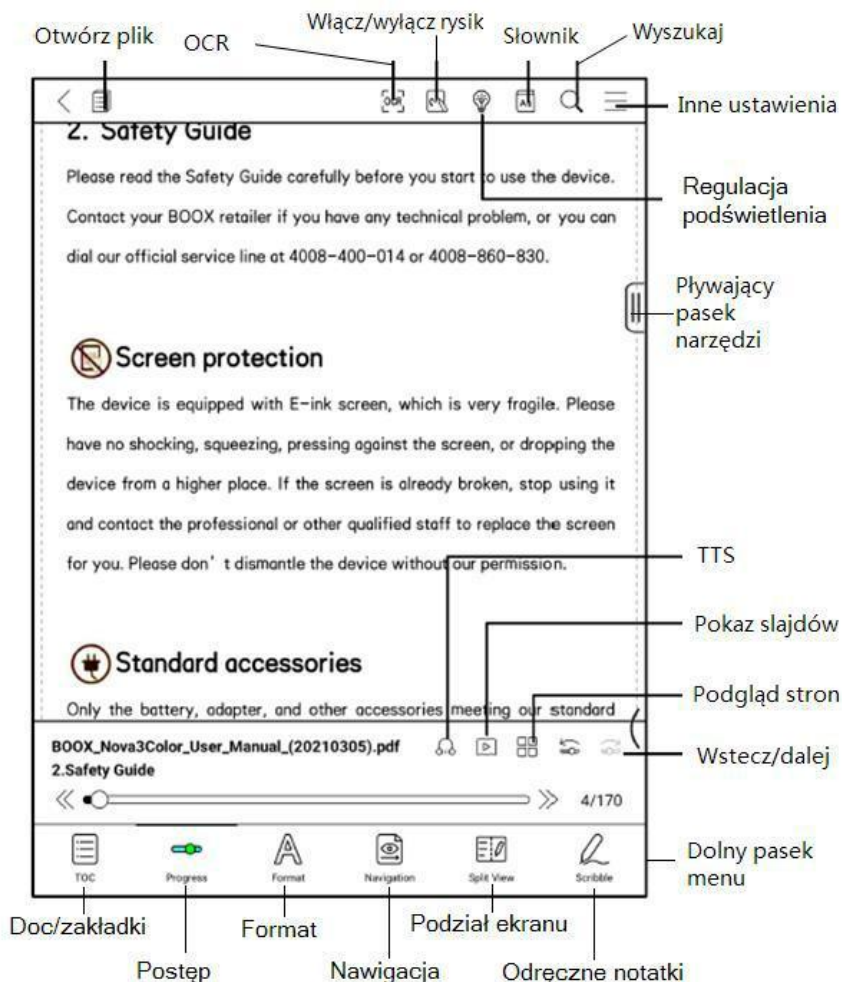 Otwórz plik
OCR
Włącz/wyłącz rysik
Słownik
Wyszukaj
OCR
Inne ustawienia
2. Safety Guide
Please read the Safety Guide carefully before you start to use the device.
Contact your BOOX retailer if you have any technical problem, or you can
dial our official service line at 4008-400-014 or 4008-860-830.
Regulacja
podświetlenia
Pływający
pasek
narzędzi
Screen protection
The device is equipped with E-ink screen, which is very fragile. Please
have no shocking, squeezing, pressing against the screen, or dropping the
device from a higher place. If the screen is already broken, stop using it
and contact the professional or other qualified staff to replace the screen
for you. Please don't dismantle the device without our permission.
TTS
Pokaz slajdów
Standard accessories
Podgląd stron
Only the battery, adapter, and other accessories meeting our standard
BOOX_Nova3Color_User_Manual_(20210305).pdf
Wstecz/dalej
2.Safety Guide
4/170
TOC
Progress
Format
Navigation
Split View
Scribble
Dolny pasek
menu
Doc/zakładki
Format
Podział ekranu
Postęp
Nawigacja
Odręczne notatki